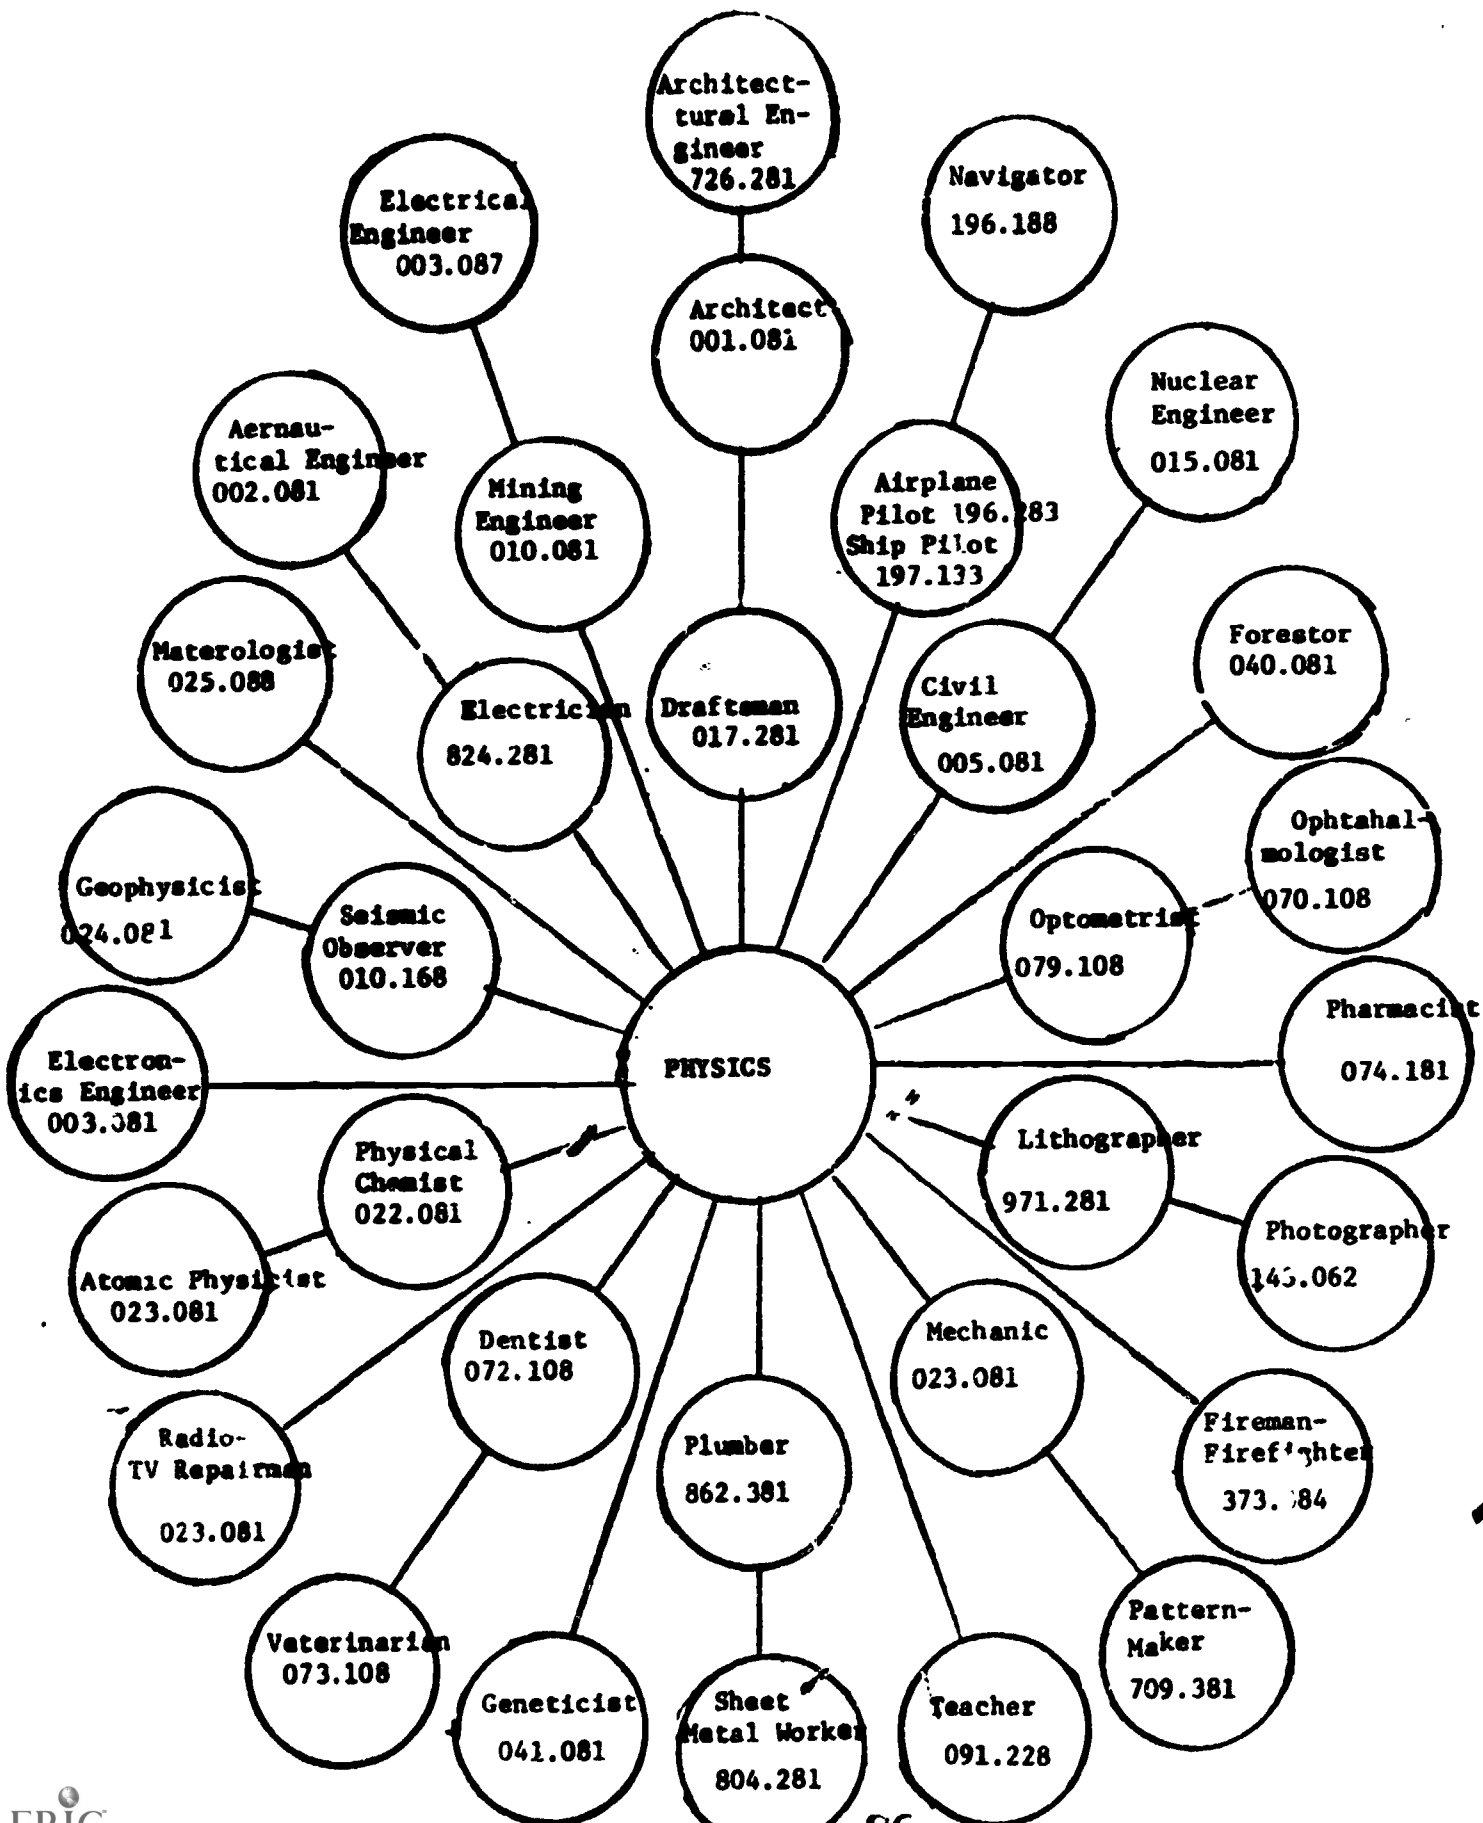 Architect-
tural En-
gineer
726.281
Navigator
196.188
Electrical
Engineer
003.087
Architect
001.081
Nuclear
Engineer
015.081
Aernau-
tical Engineer
002.081
Mining
Engineer
010.081
Airplane
Pilot 196.283
Ship Pilot
197.133
Forestor
040.081
Materologist
025.088
Electrician
824.281
Draftsman
017.281
Civil
Engineer
005.081
Ophtahal-
mologist
070.108
Geophysicist
024.081
Seismic
Observer
010.168
Optometrist
079.108
Pharmacist
074.181
Electron-
ics Engineer
003.081
PHYSICS
Physical
Chemist
022.081
Lithographer
971.281
Photographer
Atomic Physicist
023.081
Dentist
072.108
Mechanic
023.081
Radio-
TV Repairman
023.081
Plumber
862.381
Fireman-
Firefighter
Veterinarian
073.108
Geneticist
041.081
Sheet
Metal Worker
804.281
Teacher
091.228
Pattern-
Maker
709.381
ERIC